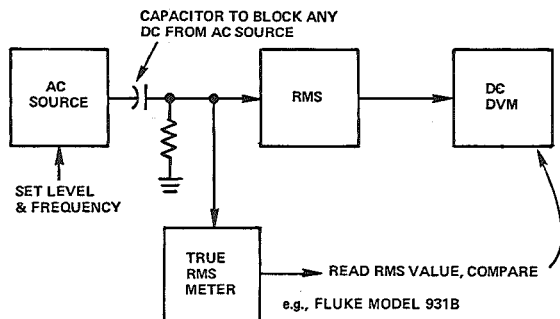 CAPACITOR TO BLOCK ANY
DC FROM AC SOURCE
AC
SOURCE
RMS
DC
DVM
SET LEVEL
& FREQUENCY
TRUE
RMS
METER
READ RMS VALUE, COMPARE
e.g., FLUKE MODEL 931B